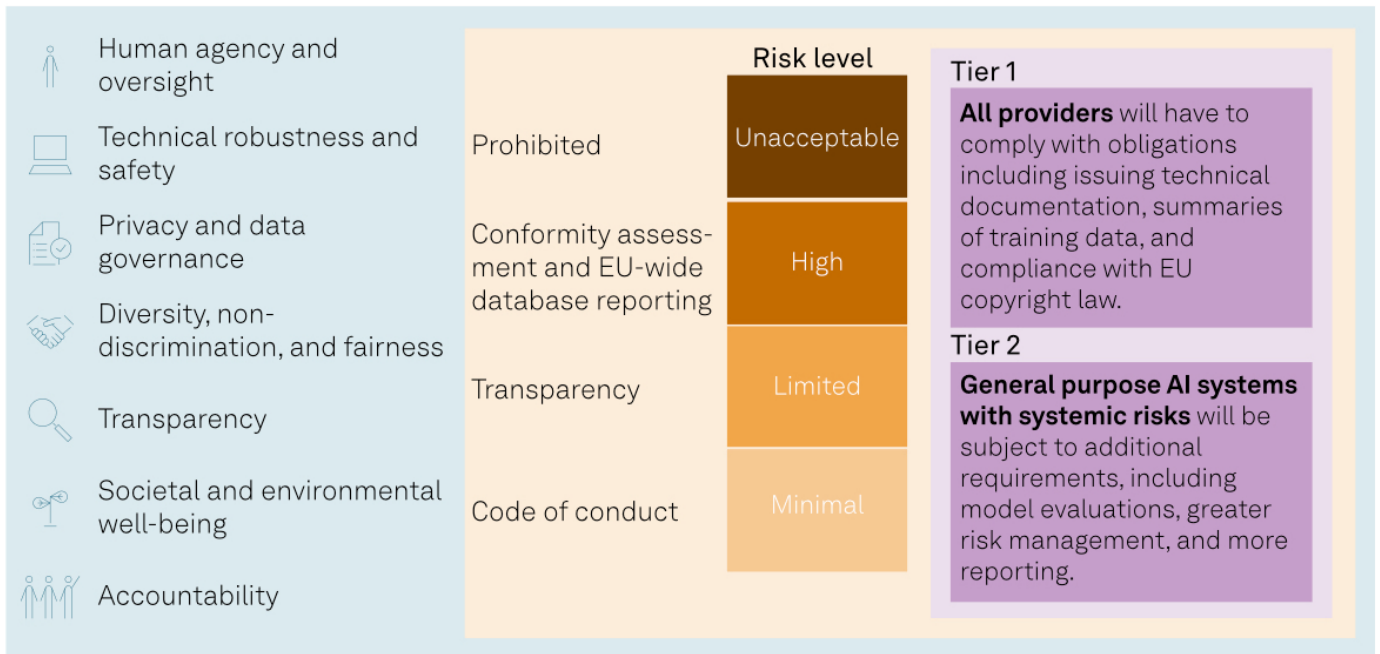 Human agency and
oversight
Technical robustness and
safety
Privacy and data
governance
Diversity, non-
discrimination, and fairness
Transparency
Societal and environmental
well-being
Accountability
Risk level
Prohibited
Unacceptable
Conformity assess-
ment and EU-wide
database reporting
High
Transparency
Limited
Code of conduct
Minimal
Tier 1
All providers will have to
comply with obligations
including issuing technical
documentation, summaries
of training data, and
compliance with EU
copyright law.
Tier 2
General purpose AI systems
with systemic risks will be
subject to additional
requirements, including
model evaluations, greater
risk management, and more
reporting.